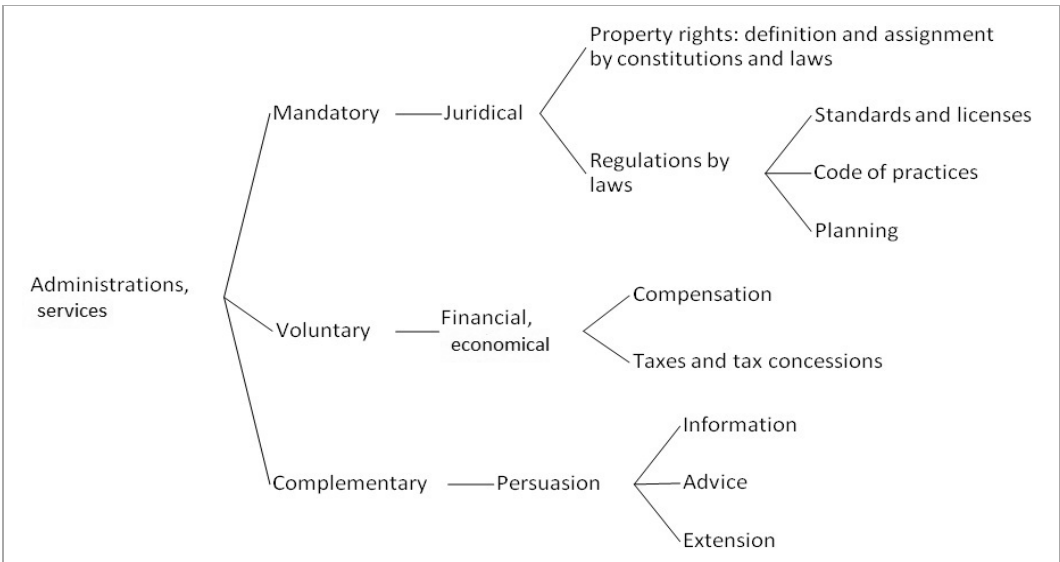 Property rights: definition and assignment
by constitutions and laws
Mandatory
Juridical
Standards and licenses
Regulations by
laws
Code of practices
Planning
Administrations,
services
Compensation
Voluntary
Financial,
economical
Taxes and tax concessions
Information
Complementary
Persuasion
Advice
Extension